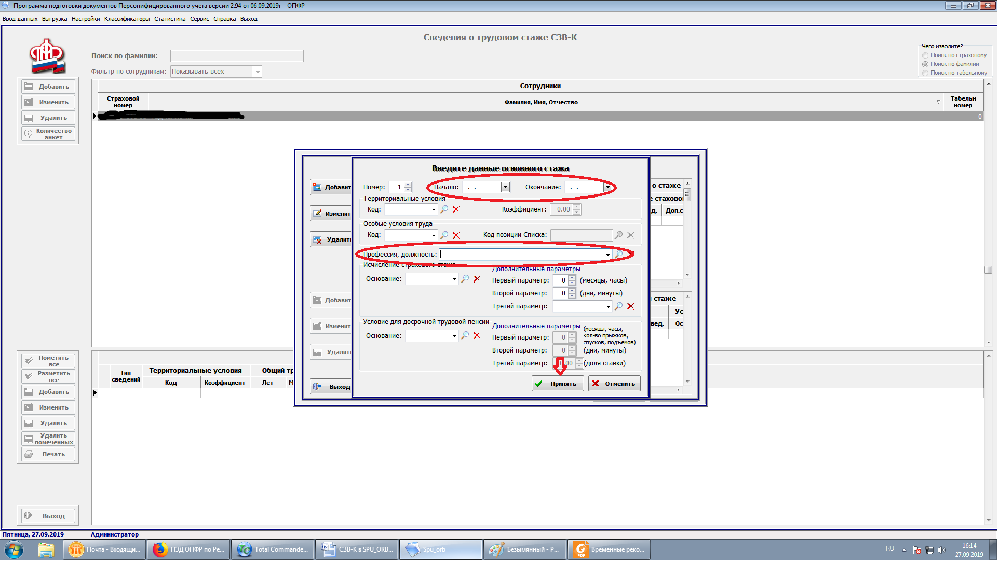 Программа подготовки документов Персонифицированного учета версии 2.94 от 06.09.2019г - ОПФР
Ввод данных Выгрузка Настройки Классификаторы Статистика Сервис Справка Выход
Сведения о трудовом стаже СЗВ-К
ПФР
Поиск по фамилии:
Фильтр по сотрудникам: Показывать всех
Чего изволите?
Поиск по страховому
Поиск по фамилии
Поиск по табельному
Добавить
Изменить
Удалить
Количество
анкет
Сотрудники
Страховой
номер
Фамилия, Имя, Отчество
Табельн
номер
0
Добавит
Изменит
Удалит
Добавит
Изменит
Удалит
Выход
Введите данные основного стажа
Номер: 1 Начало: . . Окончание: . .
Территориальные условия
Код: Коэффициент: 0.00
Особые условия труда
Код: Код позиции Списка:
Профессия, должность:
Исчисление страхового стажа
Основание:
Дополнительные параметры
Первый параметр: 0 (месяцы, часы)
Второй параметр: 0 (дни, минуты)
Третий параметр:
Условие для досрочной трудовой пенсии
Основание:
Дополнительные параметры
Первый параметр: 0 (месяцы, часы,
кол-во прыжков,
спусков, подъемов)
Второй параметр: 0 (дни, минуты)
Третий параметр: 0.00 (доля ставки)
Принять Отменить
о стаже
е стахово
д. Доп.с
стаже
Ус
вед. Ос
Пометить
все
Разметить
все
Добавить
Изменить
Удалить
Удалить
помеченных
Печать
Выход
Тип
сведений
Территориальные условия Общий тр
Код Коэффициент Лет М
Пятница, 27.09.2019 Администратор
Почта - Входящи... ПЭД ОПФР по Ре... Total Commande... СЗВ-К в SPU_ORB... Spu_orb Безымянный - P... PDF Временные реко...
RU 16:14
27.09.2019